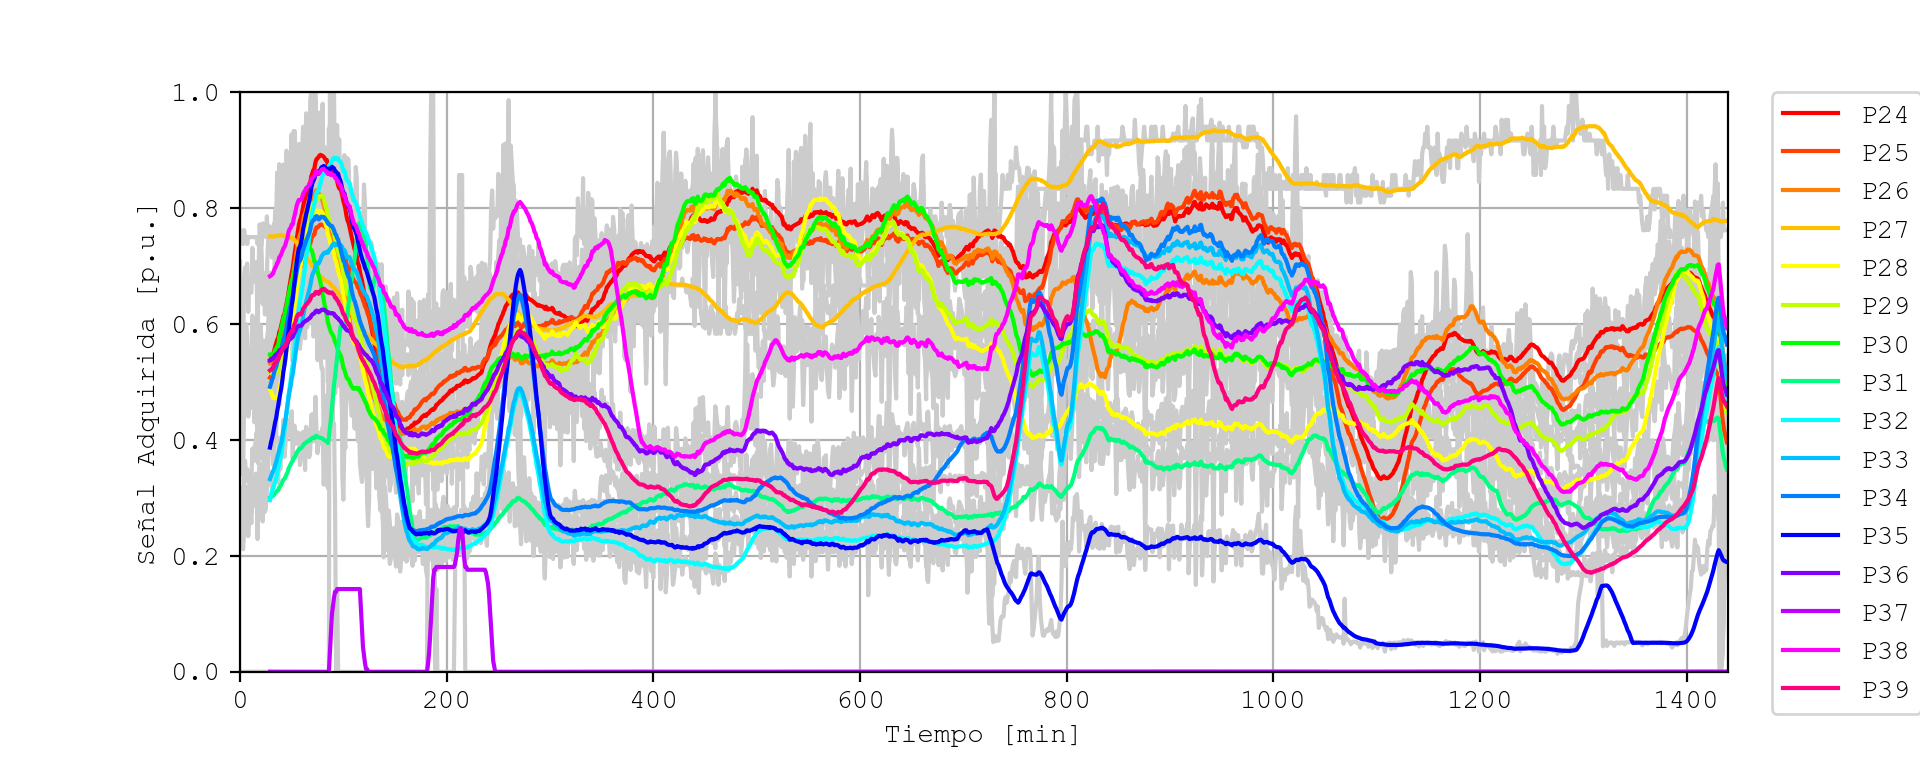 Señal Adquirida [p.u.]
1.0
0.8
0.6
0.4
0.2
0.0
0 200 400 600 800 1000 1200 1400
Tiempo [min]
P24
P25
P26
P27
P28
P29
P30
P31
P32
P33
P34
P35
P36
P37
P38
P39